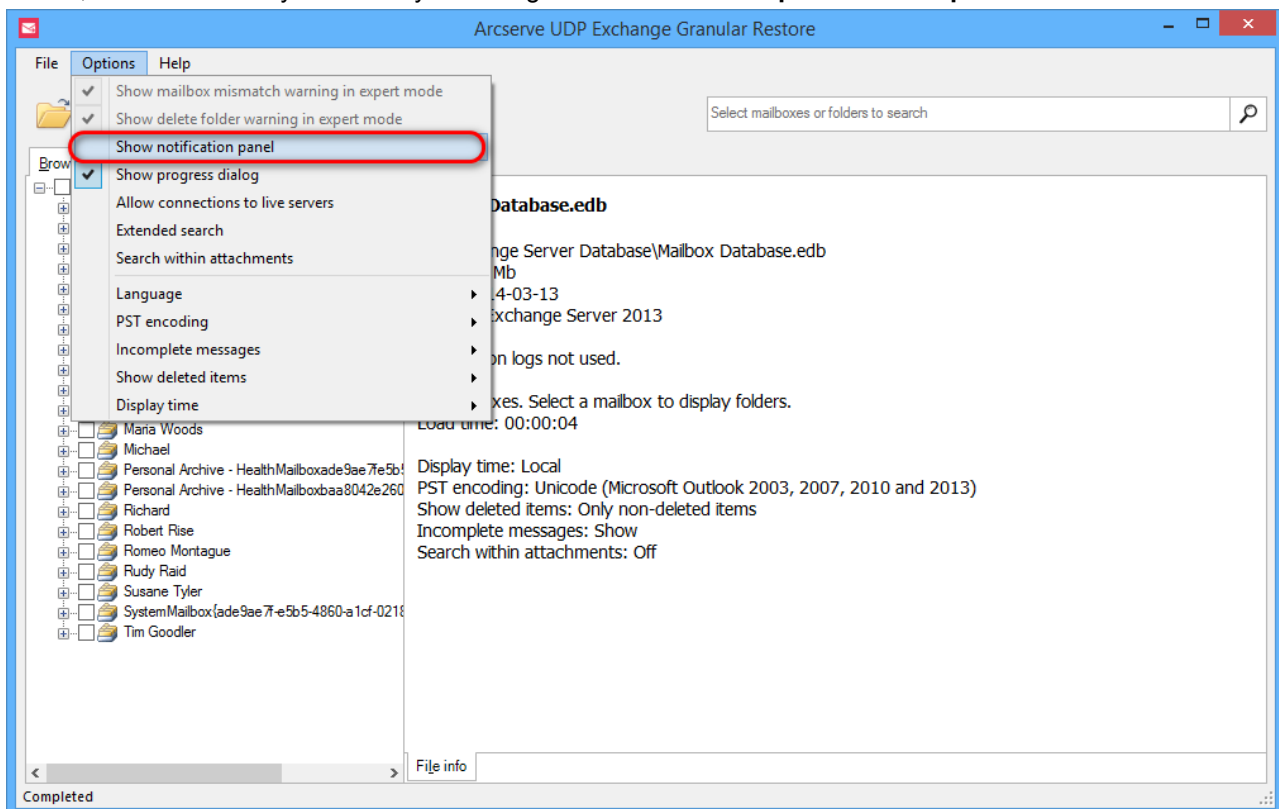 Arcserve UDP Exchange Granular Restore
File Options Help
Show mailbox mismatch warning in expert mode
Show delete folder warning in expert mode
Show notification panel
Show progress dialog
Allow connections to live servers
Extended search
Search within attachments
Language
PST encoding
Incomplete messages
Show deleted items
Display time
Select mailboxes or folders to search
Brow
Maria Woods
Michael
Personal Archive - HealthMailboxade9ae7fe5b5
Personal Archive - HealthMailboxbaa8042e260
Richard
Robert Rise
Romeo Montague
Rudy Raid
Susane Tyler
SystemMailbox{ade9ae7f-e5b5-4860-a1cf-0218
Tim Goodler
Database.edb
nge Server Database\Mailbox Database.edb
Mb
4-03-13
xchange Server 2013
on logs not used.
xes. Select a mailbox to display folders.
Load time: 00:00:04
Display time: Local
PST encoding: Unicode (Microsoft Outlook 2003, 2007, 2010 and 2013)
Show deleted items: Only non-deleted items
Incomplete messages: Show
Search within attachments: Off
File info
Completed